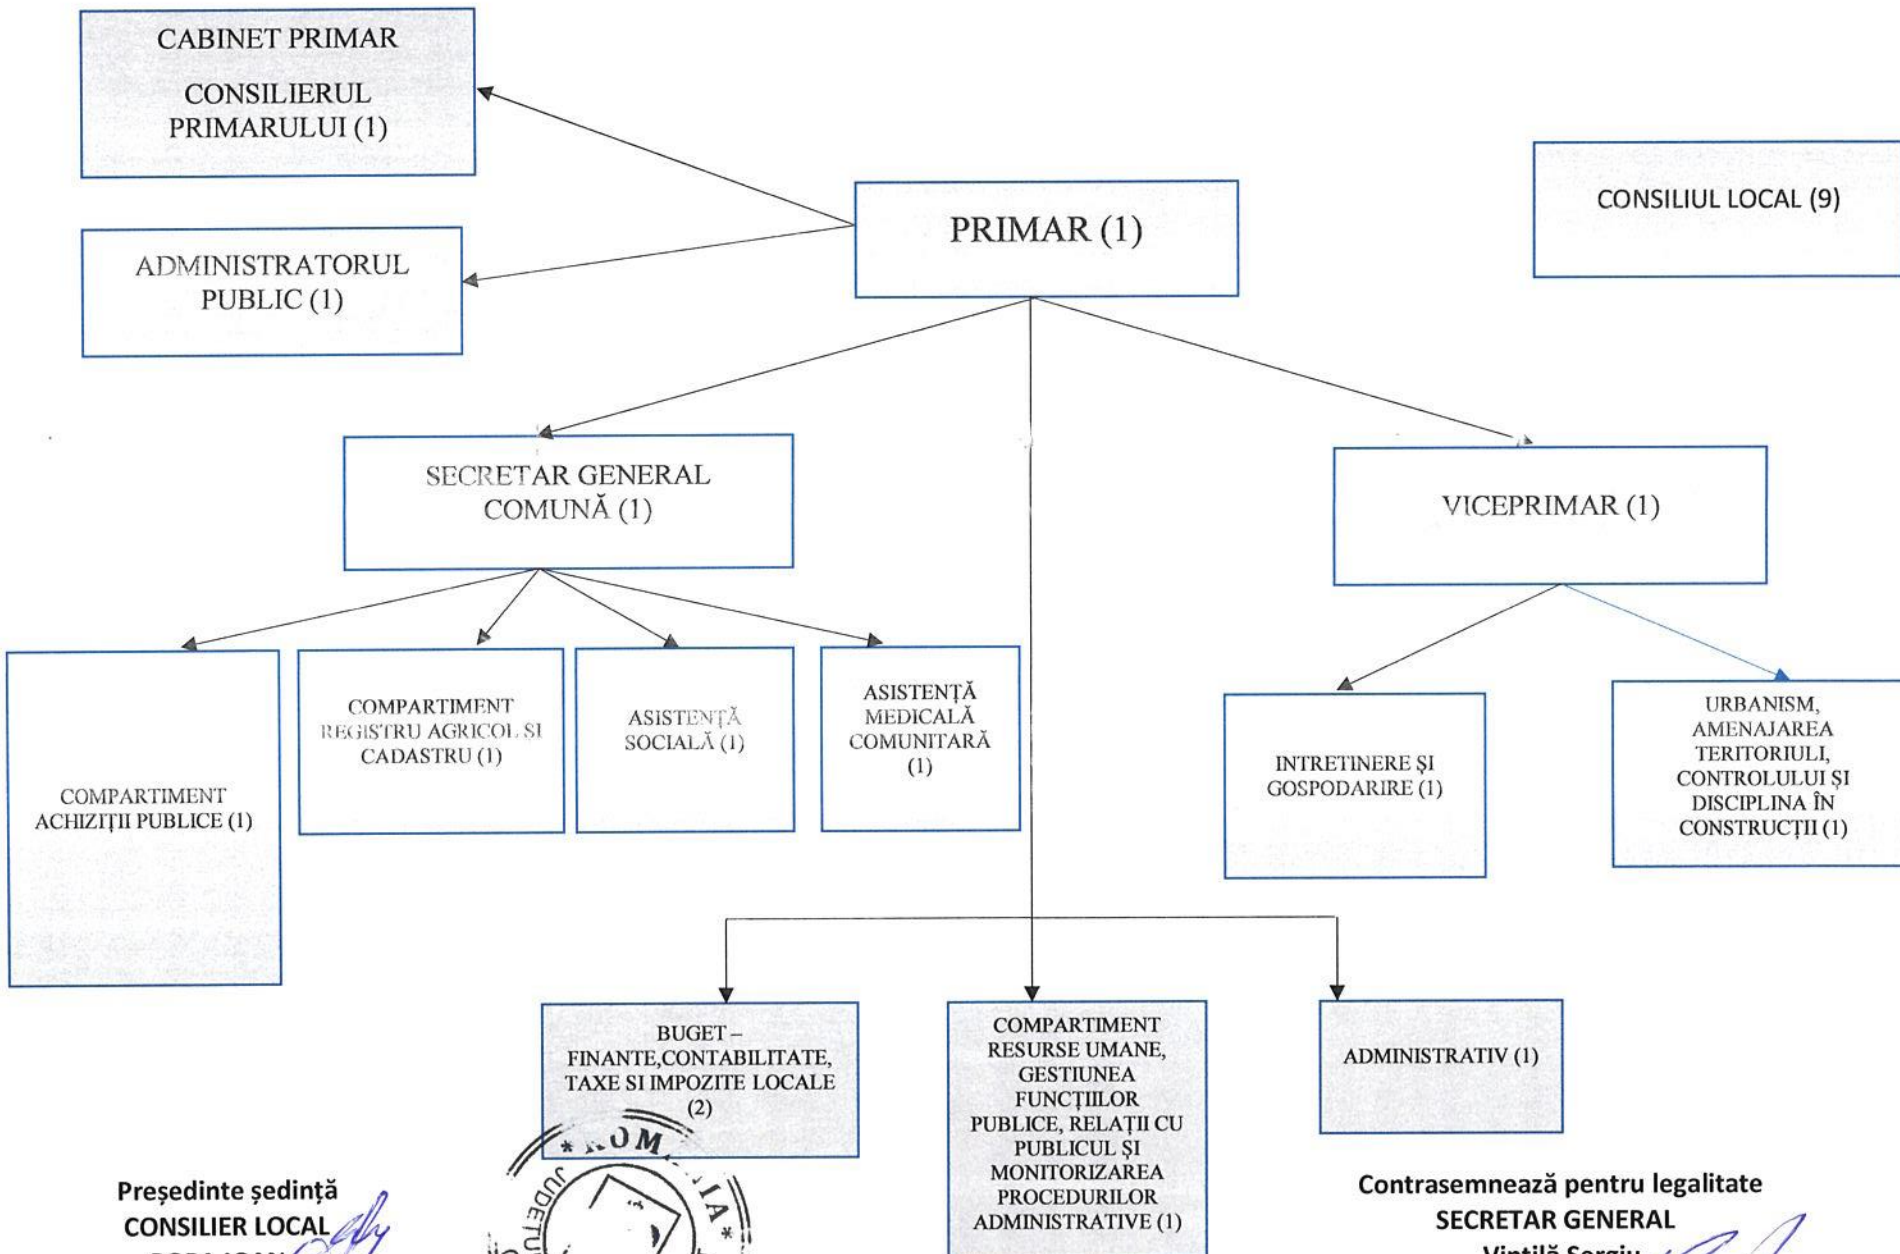 CABINET PRIMAR
CONSILIERUL
PRIMARULUI (1)
ADMINISTRATORUL
PUBLIC (1)
PRIMAR (1)
CONSILIUL LOCAL (9)
SECRETAR GENERAL
COMUNĂ (1)
VICEPRIMAR (1)
COMPARTIMENT
ACHIZIȚII PUBLICE (1)
COMPARTIMENT
REGISTRU AGRICOL SI
CADASTRU (1)
ASISTENȚĂ
SOCIALĂ (1)
ASISTENȚĂ
MEDICALĂ
COMUNITARĂ
(1)
INTRETINERE ȘI
GOSPODARIRE (1)
URBANISM,
AMENAJAREA
TERITORIULI,
CONTROLULUI ȘI
DISCIPLINA ÎN
CONSTRUCȚII (1)
BUGET –
FINANTE,CONTABILITATE,
TAXE SI IMPOZITE LOCALE
(2)
COMPARTIMENT
RESURSE UMANE,
GESTIUNEA
FUNCȚIILOR
PUBLICE, RELAȚII CU
PUBLICUL ȘI
MONITORIZAREA
PROCEDURILOR
ADMINISTRATIVE (1)
ADMINISTRATIV (1)
Președinte ședință
CONSILIER LOCAL
Contrasemnează pentru legalitate
SECRETAR GENERAL
Vintilă Sergiu